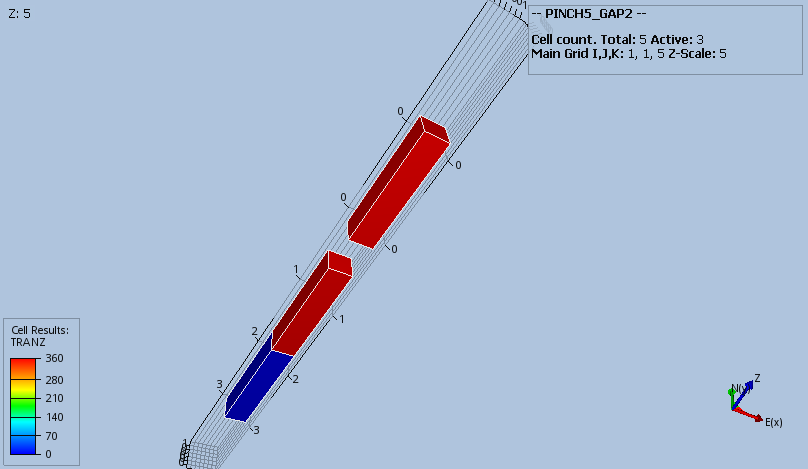 Z: 5
-- PINCH5_GAP2 --
Cell count. Total: 5 Active: 3
Main Grid I,J,K: 1, 1, 5 Z-Scale: 5
0
0
0
0
1
1
2
2
3
3
Cell Results:
TRANZ
360
280
210
140
70
0
N(y)
Z
E(x)